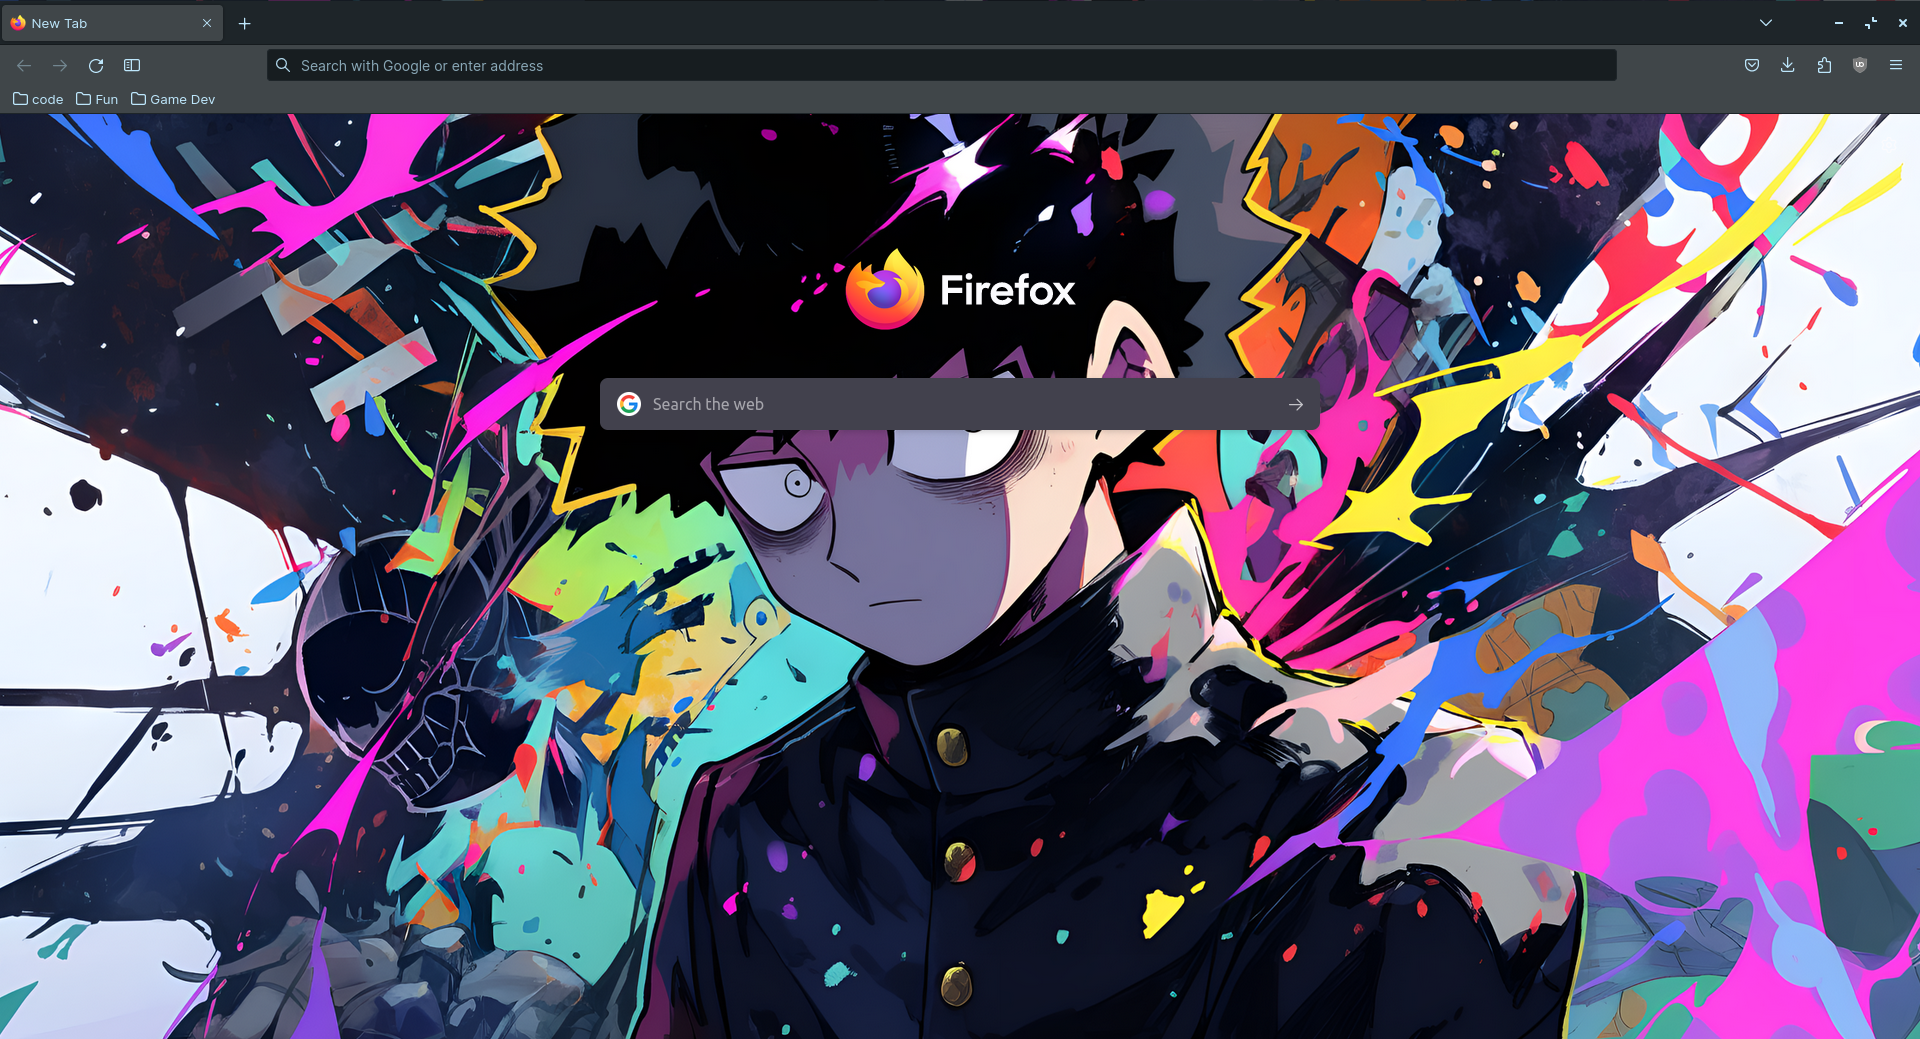 New Tab
Search with Google or enter address
code Fun Game Dev
Firefox
Search the web